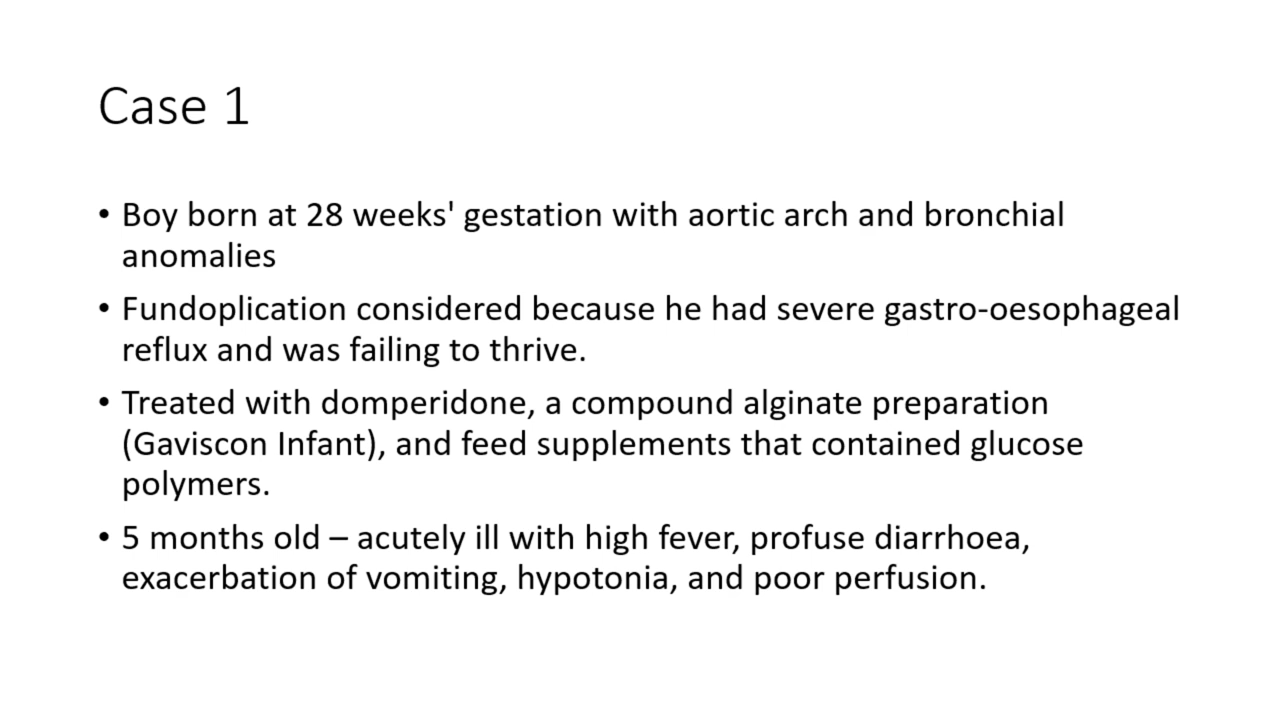 Case 1
• Boy born at 28 weeks' gestation with aortic arch and bronchial
anomalies
• Fundoplication considered because he had severe gastro-oesophageal
reflux and was failing to thrive.
• Treated with domperidone, a compound alginate preparation
(Gaviscon Infant), and feed supplements that contained glucose
polymers.
• 5 months old – acutely ill with high fever, profuse diarrhoea,
exacerbation of vomiting, hypotonia, and poor perfusion.